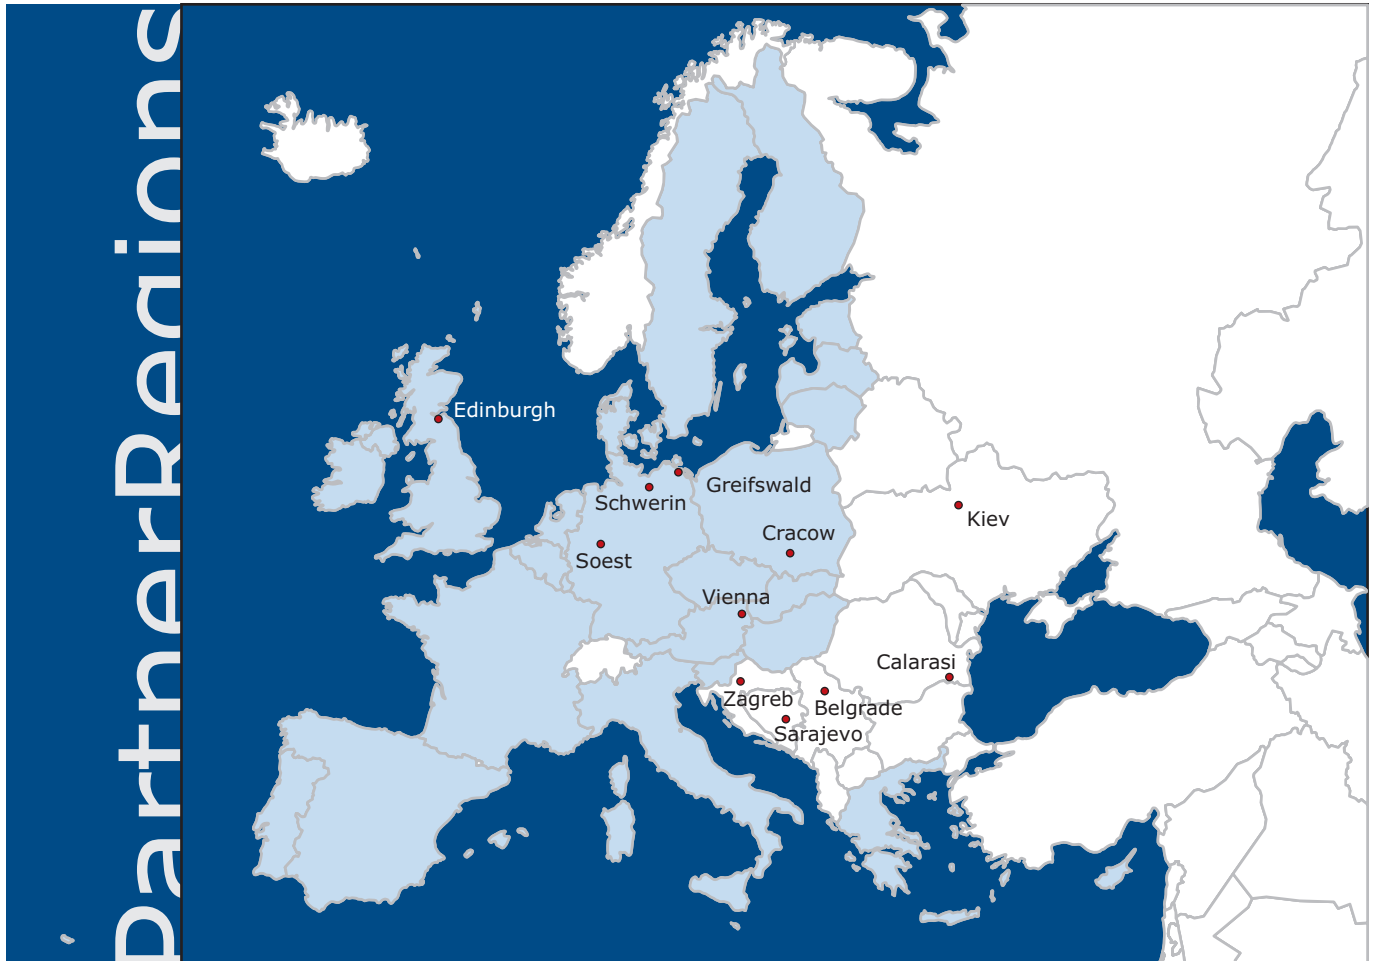 PartnerRegions
Edinburgh
Greifswald
Schwerin
Kiev
Cracow
Soest
Vienna
Calarasi
Zagreb
Belgrade
Sarajevo